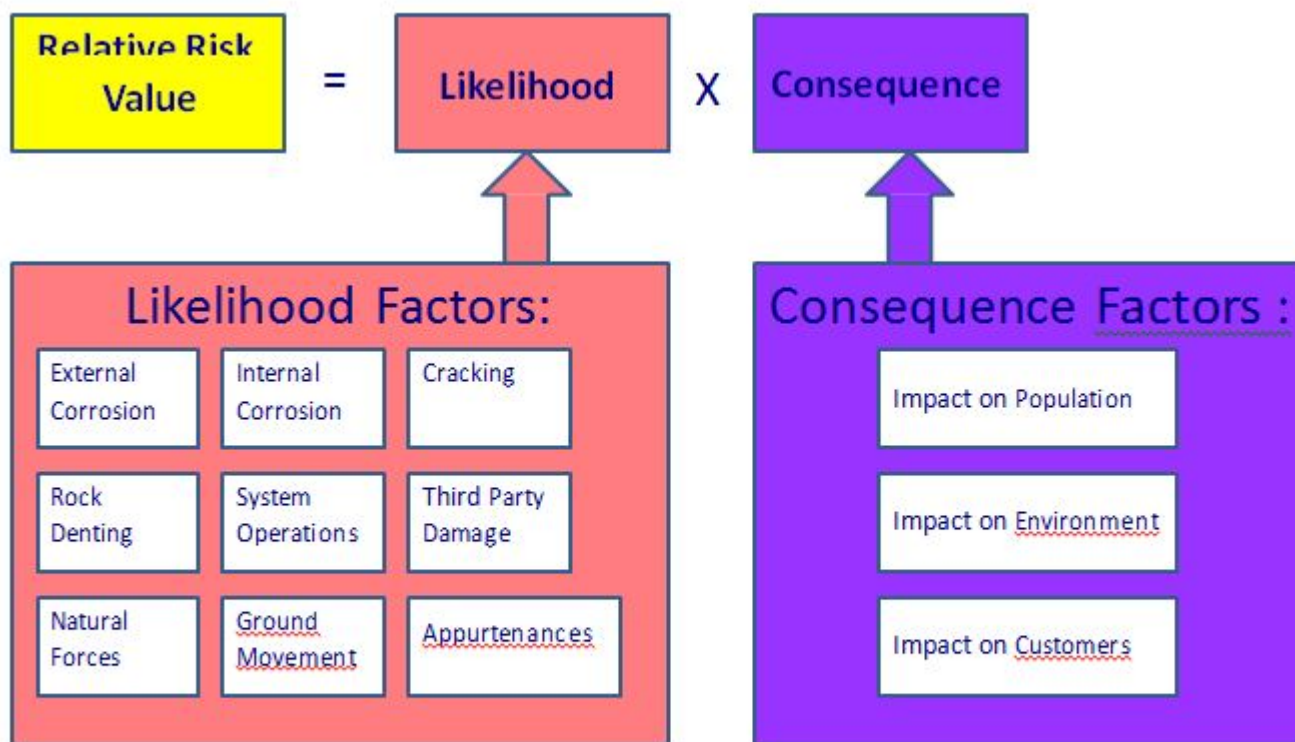 Relative Risk
Value
=
Likelihood
X
Consequence
Likelihood Factors:
External
Corrosion
Internal
Corrosion
Cracking
Rock
Denting
System
Operations
Third Party
Damage
Natural
Forces
Ground
Movement
Appurtenances
Consequence Factors :
Impact on Population
Impact on Environment
Impact on Customers